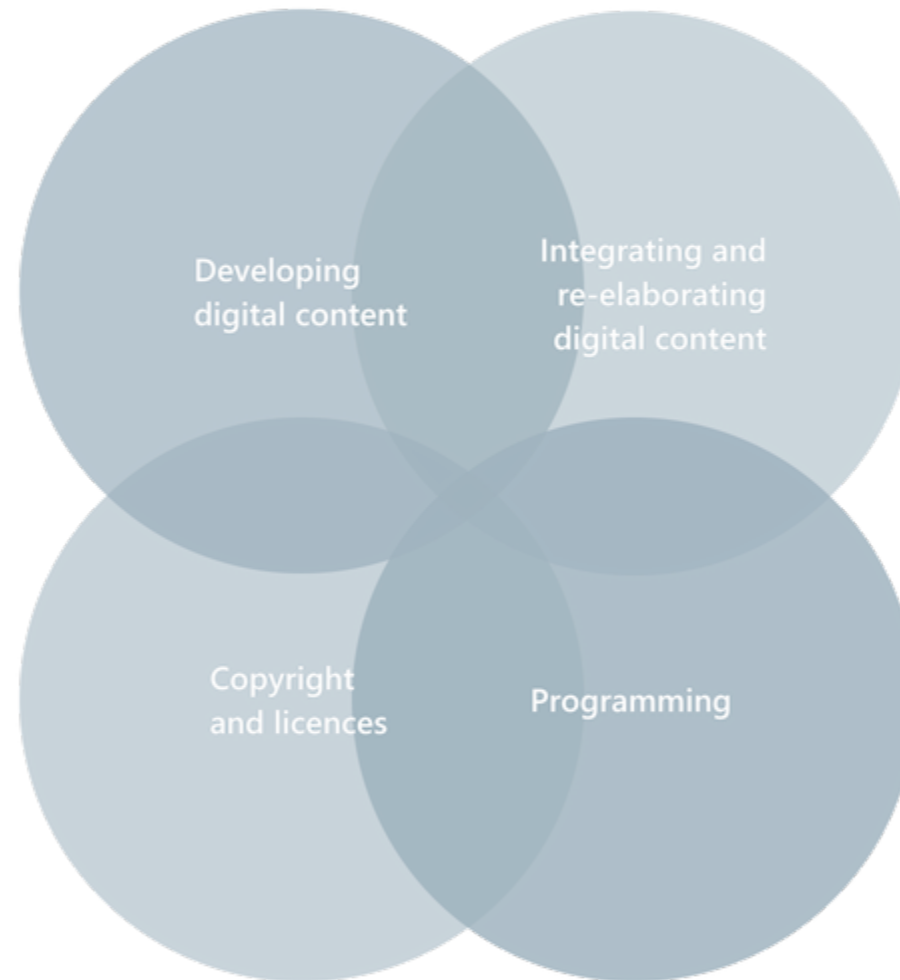 Developing
digital content
Integrating and
re-elaborating
digital content
Copyright
and licences
Programming